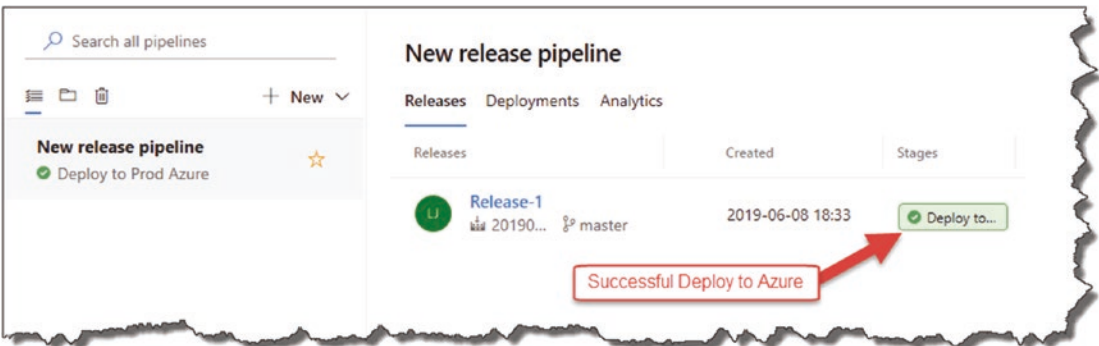 Search all pipelines
New
New release pipeline
Deploy to Prod Azure
New release pipeline
Releases Deployments Analytics
Releases Created Stages
LJ
Release-1
20190... master
2019-06-08 18:33
Deploy to...
Successful Deploy to Azure